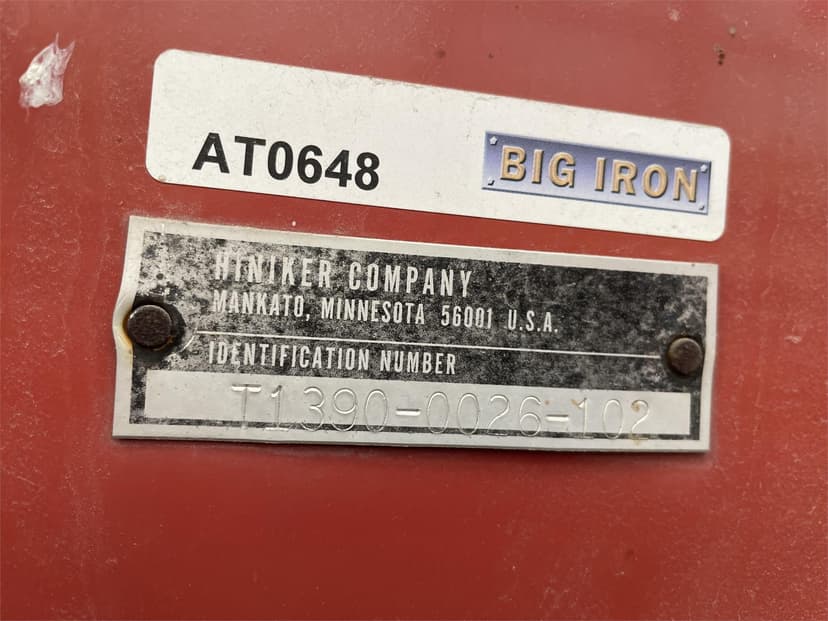 AT0648
BIG IRON
HINIKER COMPANY
MANKATO, MINNESOTA 56001 U.S.A.
IDENTIFICATION NUMBER
T1390-0026-102